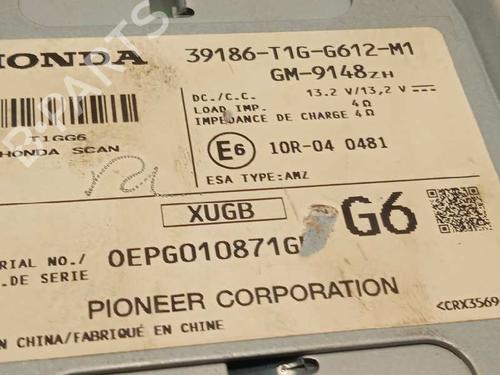 HONDA
39186-T1G-G612-M1
GM-9148ZH
DC./C.C. 13.2 V/13,2 V
LOAD IMP. 4Ω
IMPEDANCE DE CHARGE 4Ω
T1GG6
HONDA SCAN
E6
10R-04 0481
ESA TYPE:AMZ
XUGB
G6
ERIAL NO./
.DE SERIE
0EPG010871G
PIONEER CORPORATION
<CRX3569
EN CHINA/FABRIQUÉ EN CHINE